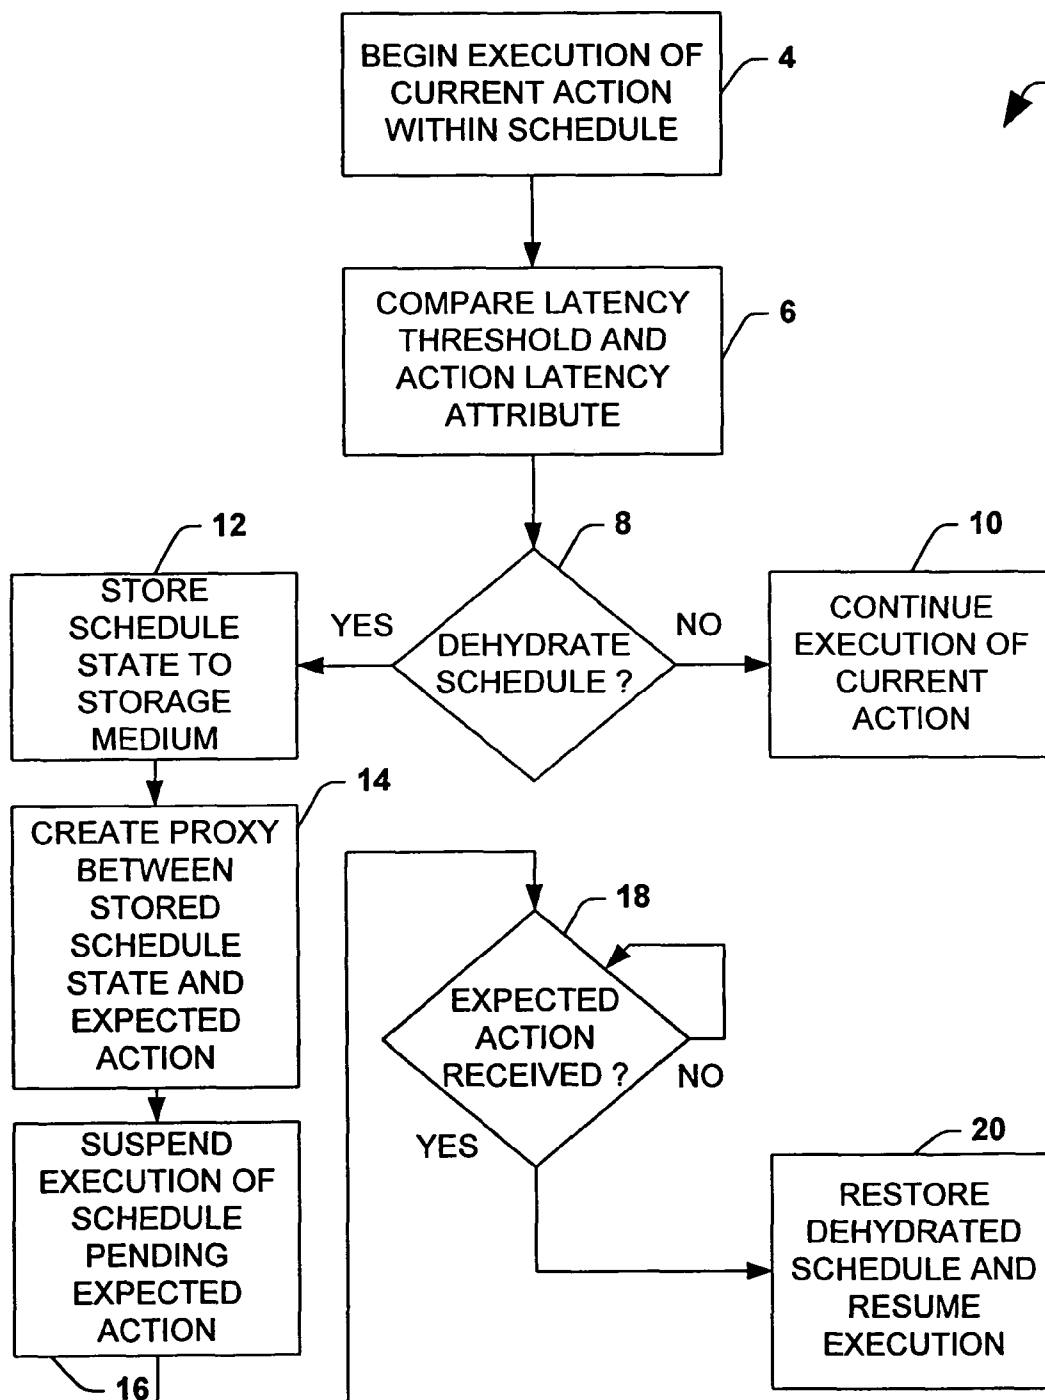 BEGIN EXECUTION OF
CURRENT ACTION
WITHIN SCHEDULE
4
COMPARE LATENCY
THRESHOLD AND
ACTION LATENCY
ATTRIBUTE
6
8
DEHYDRATE
SCHEDULE ?
YES
NO
10
CONTINUE
EXECUTION OF
CURRENT
ACTION
12
STORE
SCHEDULE
STATE TO
STORAGE
MEDIUM
14
CREATE PROXY
BETWEEN
STORED
SCHEDULE
STATE AND
EXPECTED
ACTION
SUSPEND
EXECUTION OF
SCHEDULE
PENDING
EXPECTED
ACTION
16
18
EXPECTED
ACTION
RECEIVED ?
NO
YES
20
RESTORE
DEHYDRATED
SCHEDULE AND
RESUME
EXECUTION